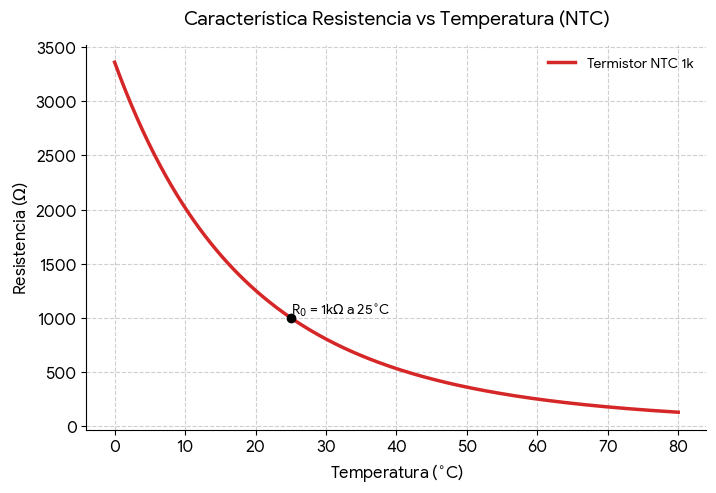 Característica Resistencia vs Temperatura (NTC)
3500
3000
2500
2000
1500
1000
500
0
Resistencia (Ω)
Termistor NTC 1k
R₀ = 1kΩ a 25°C
0 10 20 30 40 50 60 70 80
Temperatura (°C)